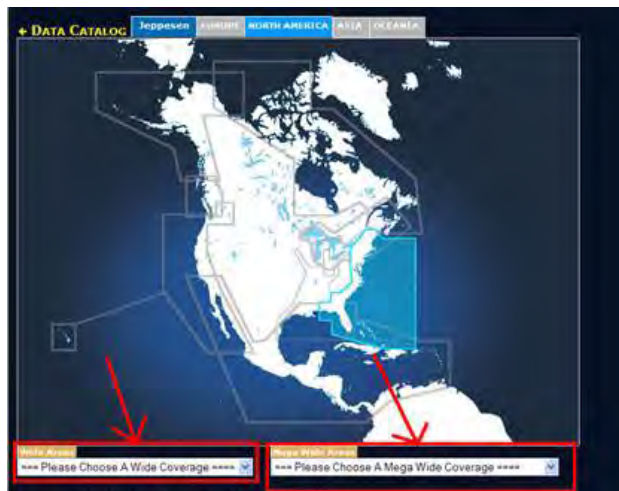 ← DATA CATALOG Jeppesen EUROPE NORTH AMERICA ASIA OCEANIA
Wide Areas Mega Wide Areas
=== Please Choose A Wide Coverage ==== === Please Choose A Mega Wide Coverage ====